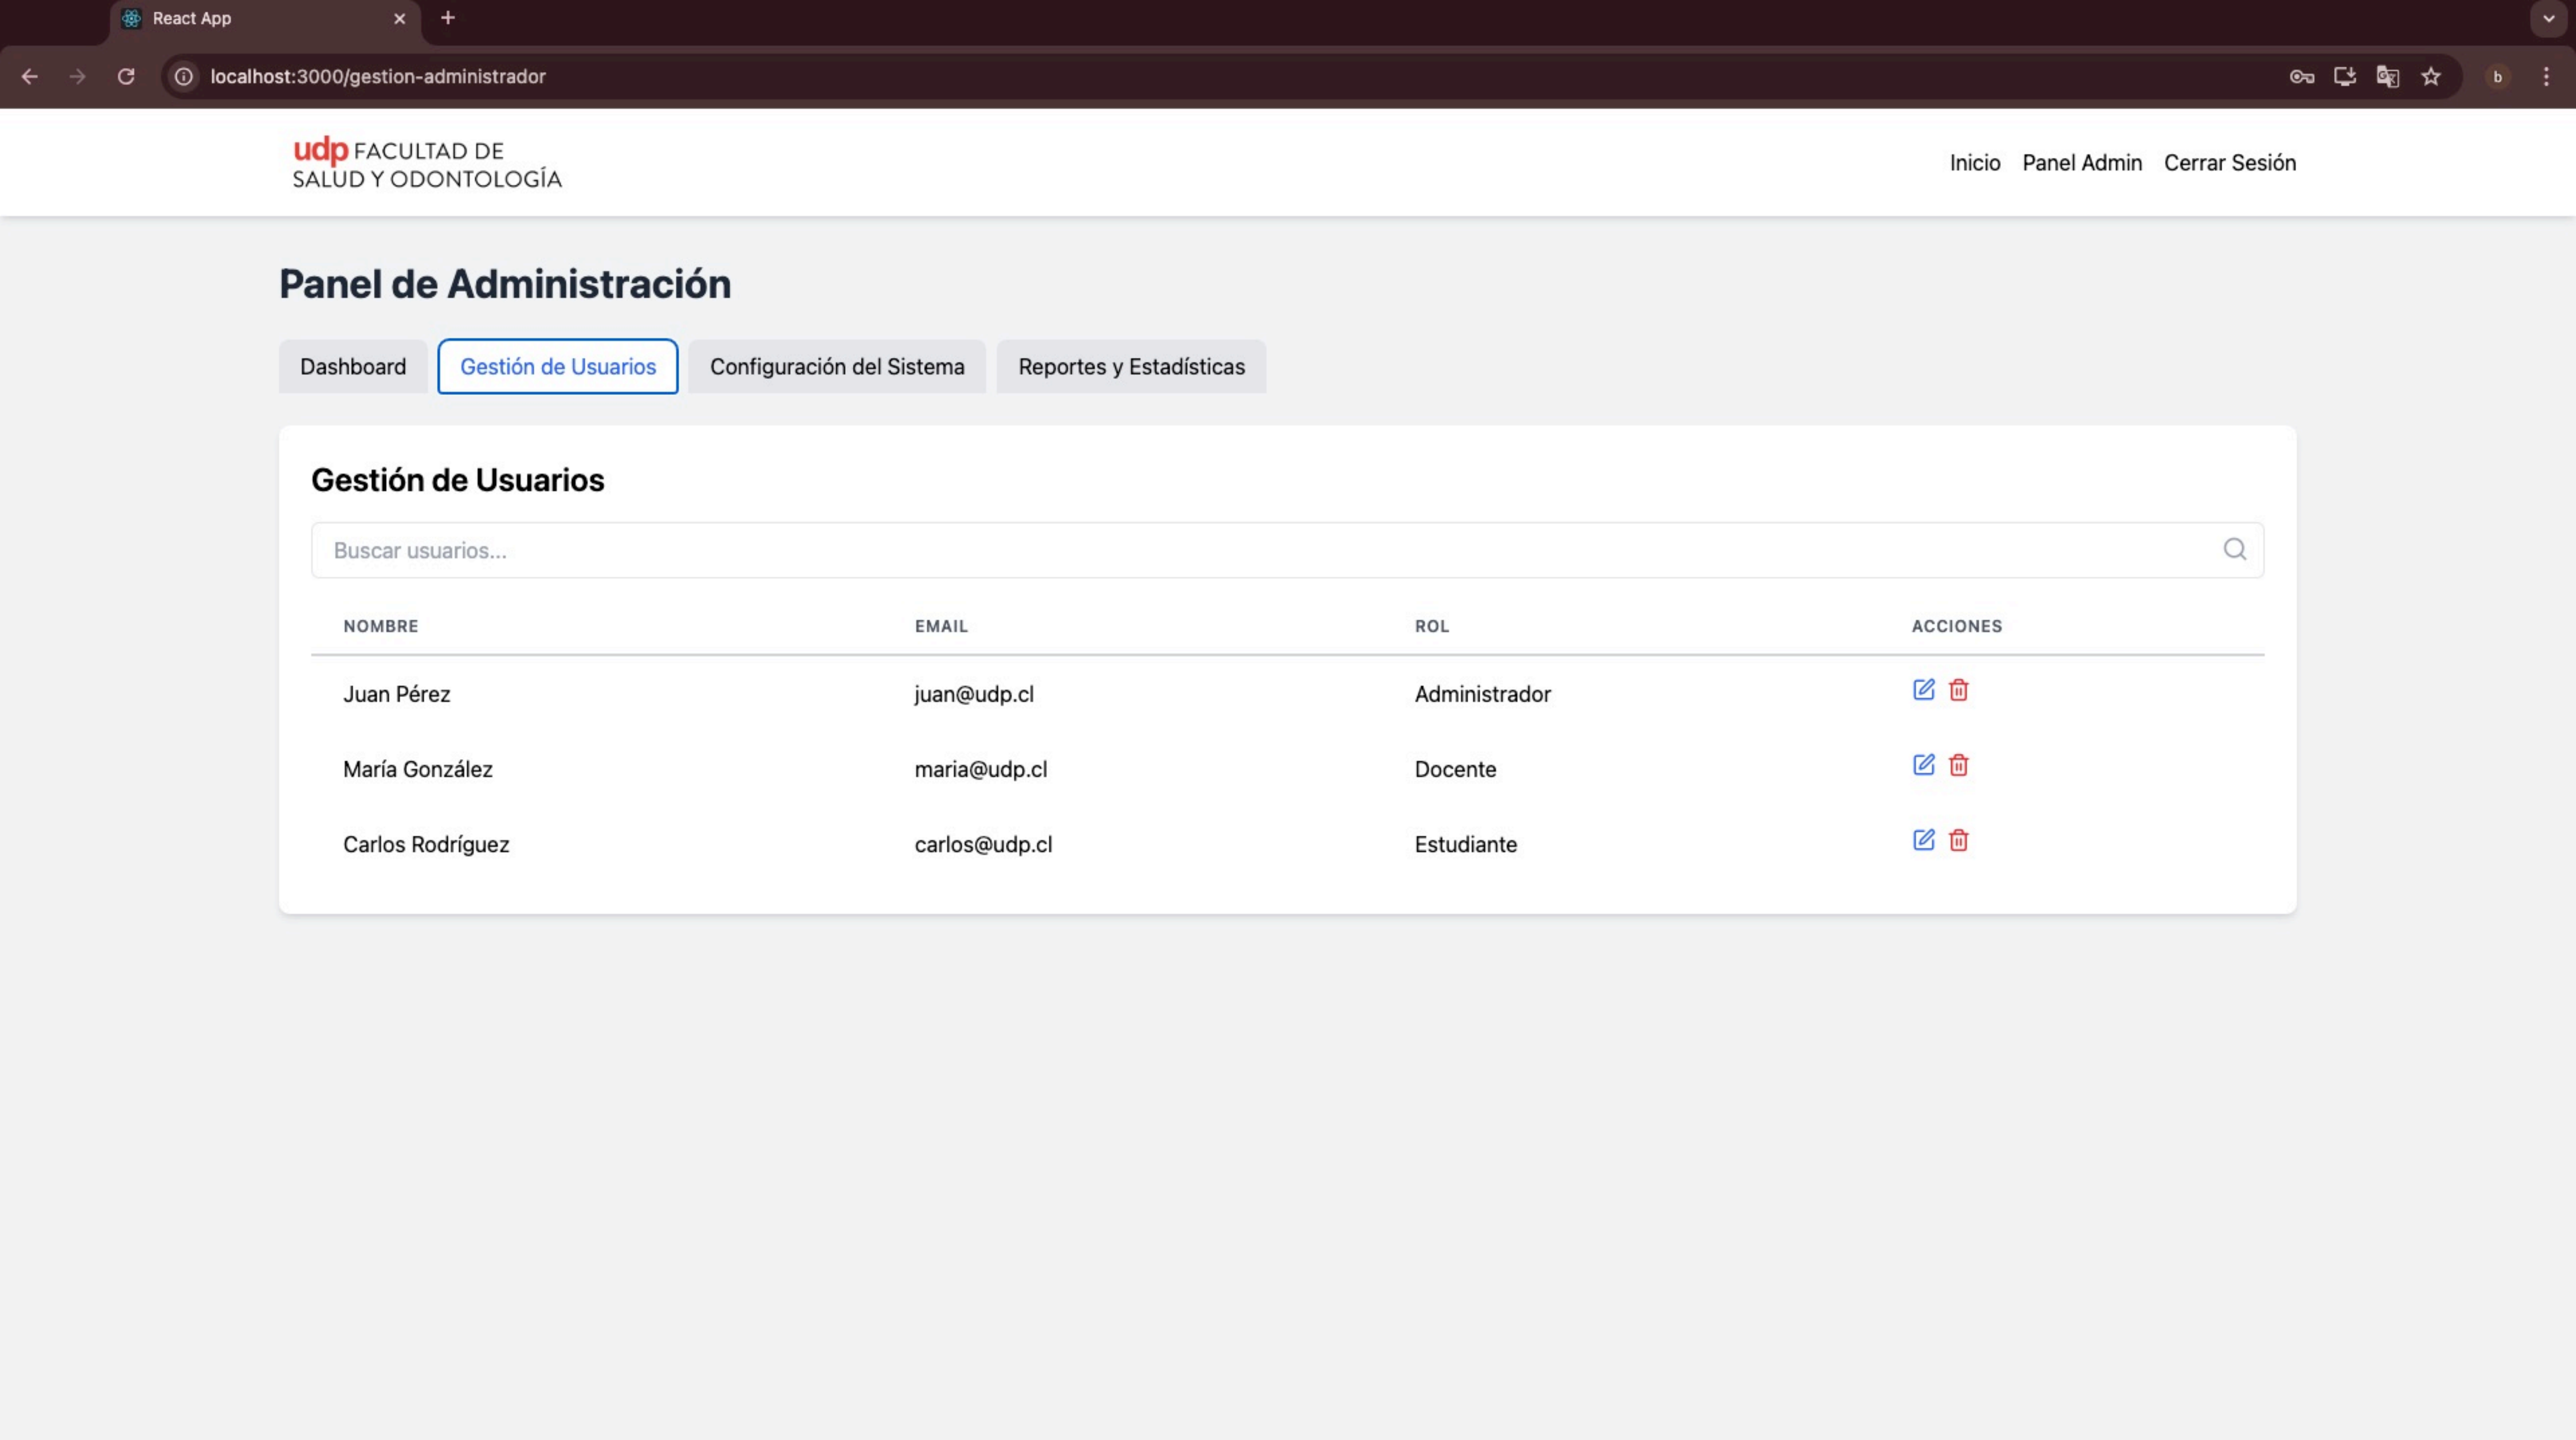 React App
localhost:3000/gestion-administrador
b
udp FACULTAD DE
SALUD Y ODONTOLOGÍA
Inicio Panel Admin Cerrar Sesión
Panel de Administración
Dashboard Gestión de Usuarios Configuración del Sistema Reportes y Estadísticas
Gestión de Usuarios
Buscar usuarios...
NOMBRE EMAIL ROL ACCIONES
Juan Pérez juan@udp.cl Administrador
María González maria@udp.cl Docente
Carlos Rodríguez carlos@udp.cl Estudiante